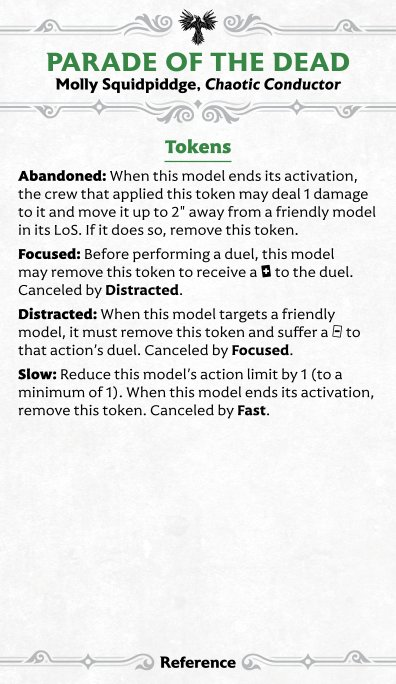 PARADE OF THE DEAD
Molly Squidpiddge, Chaotic Conductor
Tokens
Abandoned: When this model ends its activation,
the crew that applied this token may deal 1 damage
to it and move it up to 2" away from a friendly model
in its LoS. If it does so, remove this token.
Focused: Before performing a duel, this model
may remove this token to receive a + to the duel.
Canceled by Distracted.
Distracted: When this model targets a friendly
model, it must remove this token and suffer a - to
that action's duel. Canceled by Focused.
Slow: Reduce this model's action limit by 1 (to a
minimum of 1). When this model ends its activation,
remove this token. Canceled by Fast.
Reference